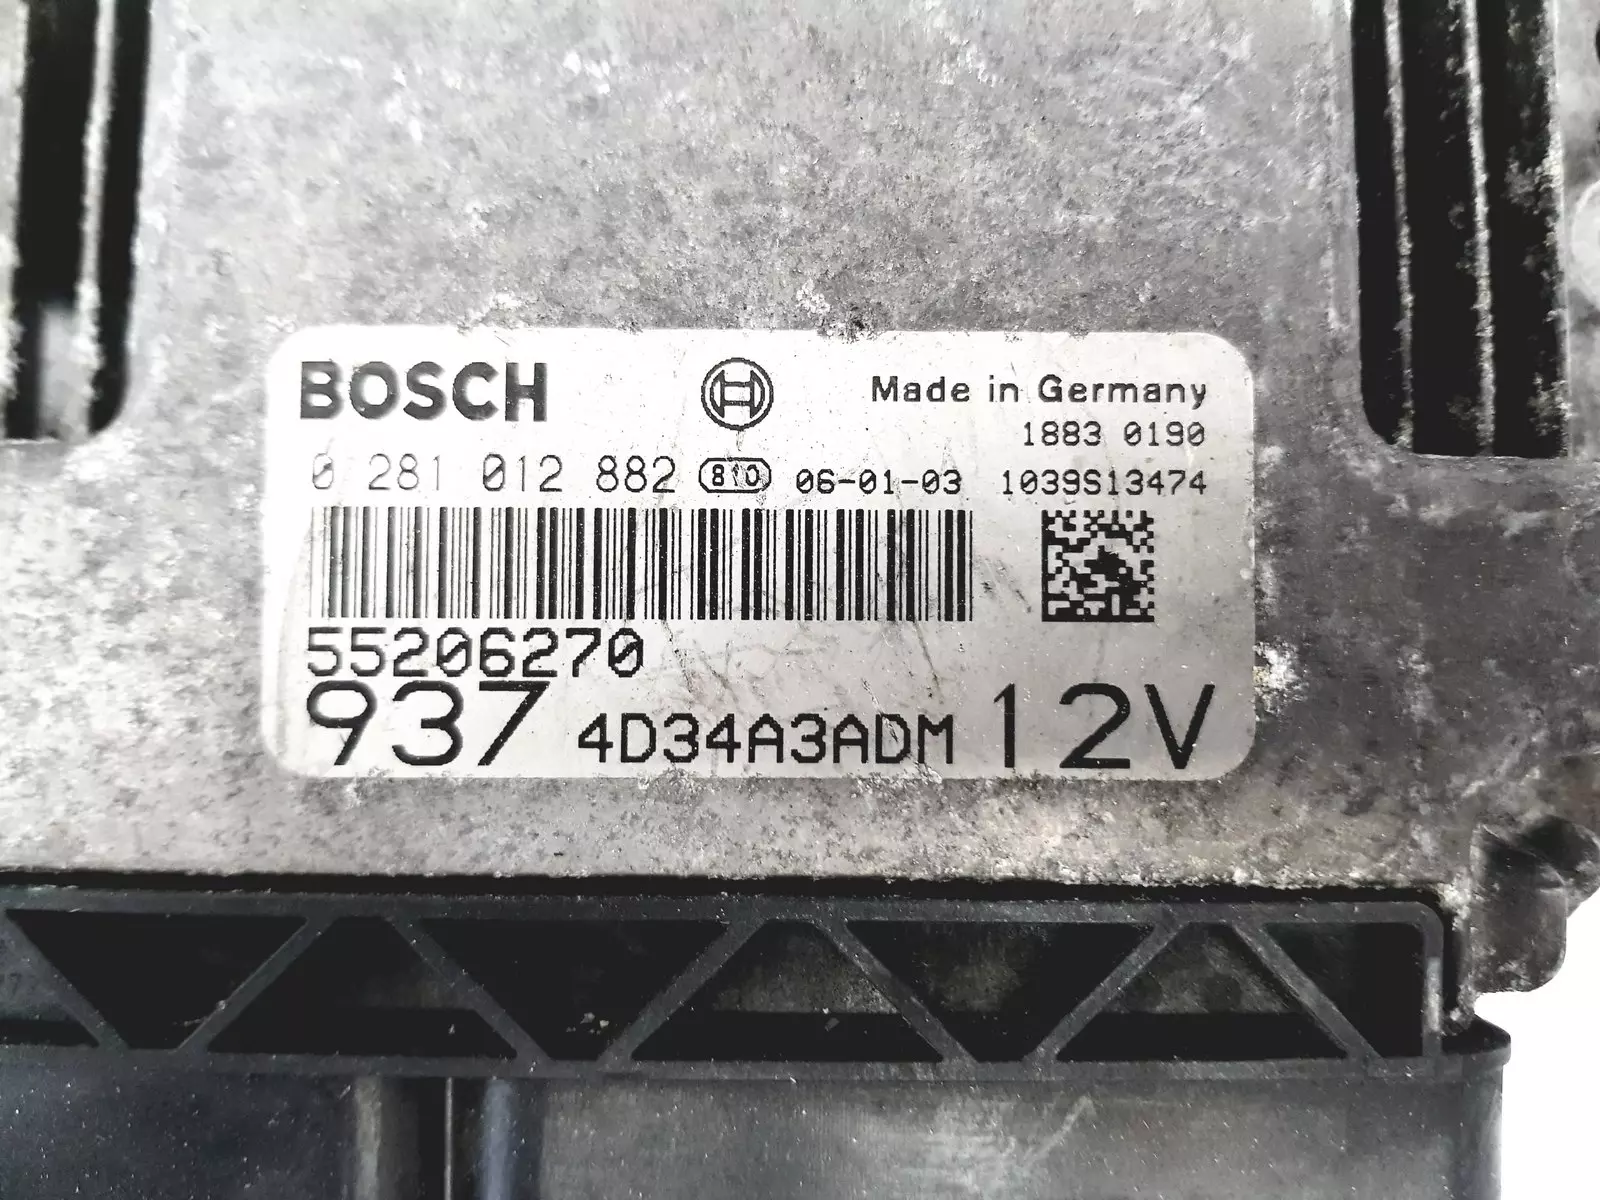 BOSCH
Made in Germany
1883 0190
0 281 012 882 810 06-01-03 1039S13474
55206270
937 4D34A3ADM 12V